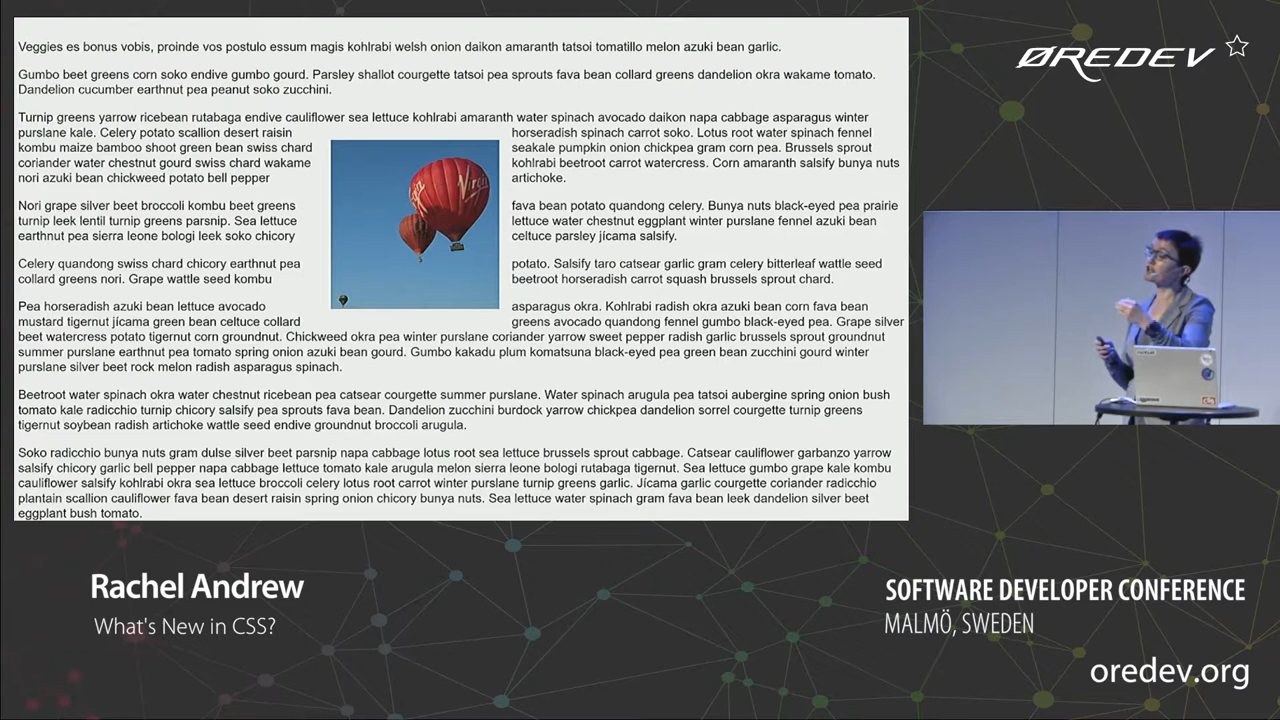 Veggies es bonus vobis, proinde vos postulo essum magis kohlrabi welsh onion daikon amaranth tatsoi tomatillo melon azuki bean garlic.
Gumbo beet greens corn soko endive gumbo gourd. Parsley shallot courgette tatsoi pea sprouts fava bean collard greens dandelion okra wakame tomato.
Dandelion cucumber earthnut pea peanut soko zucchini.
Turnip greens yarrow ricebean rutabaga endive cauliflower sea lettuce kohlrabi amaranth water spinach avocado daikon napa cabbage asparagus winter
purslane kale. Celery potato scallion desert raisin horseradish spinach carrot soko. Lotus root water spinach fennel
kombu maize bamboo shoot green bean swiss chard seakale pumpkin onion chickpea gram corn pea. Brussels sprout
coriander water chestnut gourd swiss chard wakame kohlrabi beetroot carrot watercress. Corn amaranth salsify bunya nuts
nori azuki bean chickweed potato bell pepper artichoke.
Nori grape silver beet broccoli kombu beet greens fava bean potato quandong celery. Bunya nuts black-eyed pea prairie
turnip leek lentil turnip greens parsnip. Sea lettuce lettuce water chestnut eggplant winter purslane fennel azuki bean
earthnut pea sierra leone bologi leek soko chicory celtuce parsley jícama salsify.
Celery quandong swiss chard chicory earthnut pea potato. Salsify taro catsear garlic gram celery bitterleaf wattle seed
collard greens nori. Grape wattle seed kombu beetroot horseradish carrot squash brussels sprout chard.
Pea horseradish azuki bean lettuce avocado asparagus okra. Kohlrabi radish okra azuki bean corn fava bean
mustard tigernut jícama green bean celtuce collard greens avocado quandong fennel gumbo black-eyed pea. Grape silver
beet watercress potato tigernut corn groundnut. Chickweed okra pea winter purslane coriander yarrow sweet pepper radish garlic brussels sprout groundnut
summer purslane earthnut pea tomato spring onion azuki bean gourd. Gumbo kakadu plum komatsuna black-eyed pea green bean zucchini gourd winter
purslane silver beet rock melon radish asparagus spinach.
Beetroot water spinach okra water chestnut ricebean pea catsear courgette summer purslane. Water spinach arugula pea tatsoi aubergine spring onion bush
tomato kale radicchio turnip chicory salsify pea sprouts fava bean. Dandelion zucchini burdock yarrow chickpea dandelion sorrel courgette turnip greens
tigernut soybean radish artichoke wattle seed endive groundnut broccoli arugula.
Soko radicchio bunya nuts gram dulse silver beet parsnip napa cabbage lotus root sea lettuce brussels sprout cabbage. Catsear cauliflower garbanzo yarrow
salsify chicory garlic bell pepper napa cabbage lettuce tomato kale arugula melon sierra leone bologi rutabaga tigernut. Sea lettuce gumbo grape kale kombu
cauliflower salsify kohlrabi okra sea lettuce broccoli celery lotus root carrot winter purslane turnip greens garlic. Jícama garlic courgette coriander radicchio
plantain scallion cauliflower fava bean desert raisin spring onion chicory bunya nuts. Sea lettuce water spinach gram fava bean leek dandelion silver beet
eggplant bush tomato.
Virgin
ØREDEV
Rachel Andrew
What's New in CSS?
SOFTWARE DEVELOPER CONFERENCE
MALMÖ, SWEDEN
oredev.org